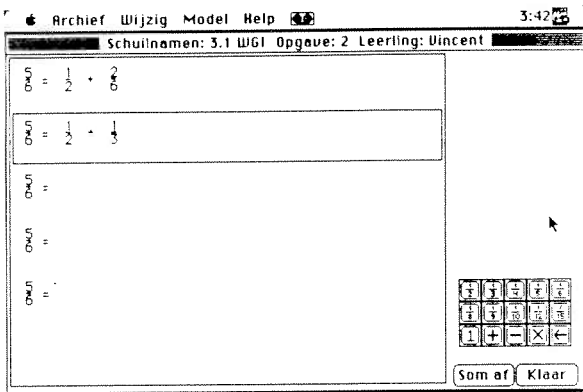 Archief Wijzig Model Help 3:42
Schuilnamen: 3.1 WGI Opgave: 2 Leerling: Vincent
5/6 = 1/2 + 2/6
5/6 = 1/2 + 1/3
5/6 =
5/6 =
5/6 =
1/2 1/3 1/4 1/5 1/6
1/8 1/9 1/10 1/12 1/15
1 + − × ←
Som af Klaar